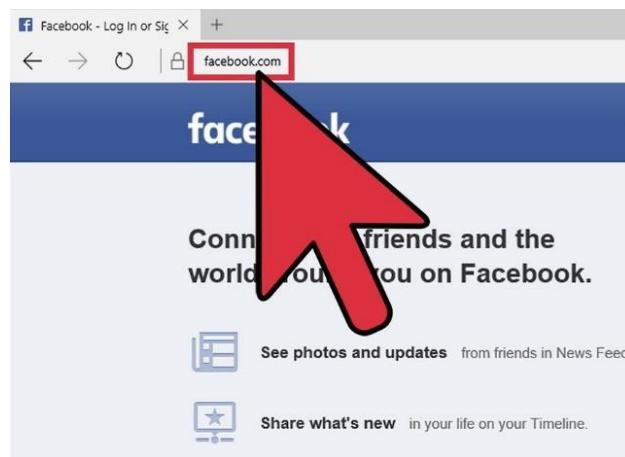 Facebook - Log In or Sig
facebook.com
Conn friends and the
world you on Facebook.
See photos and updates from friends in News Feed
Share what's new in your life on your Timeline.